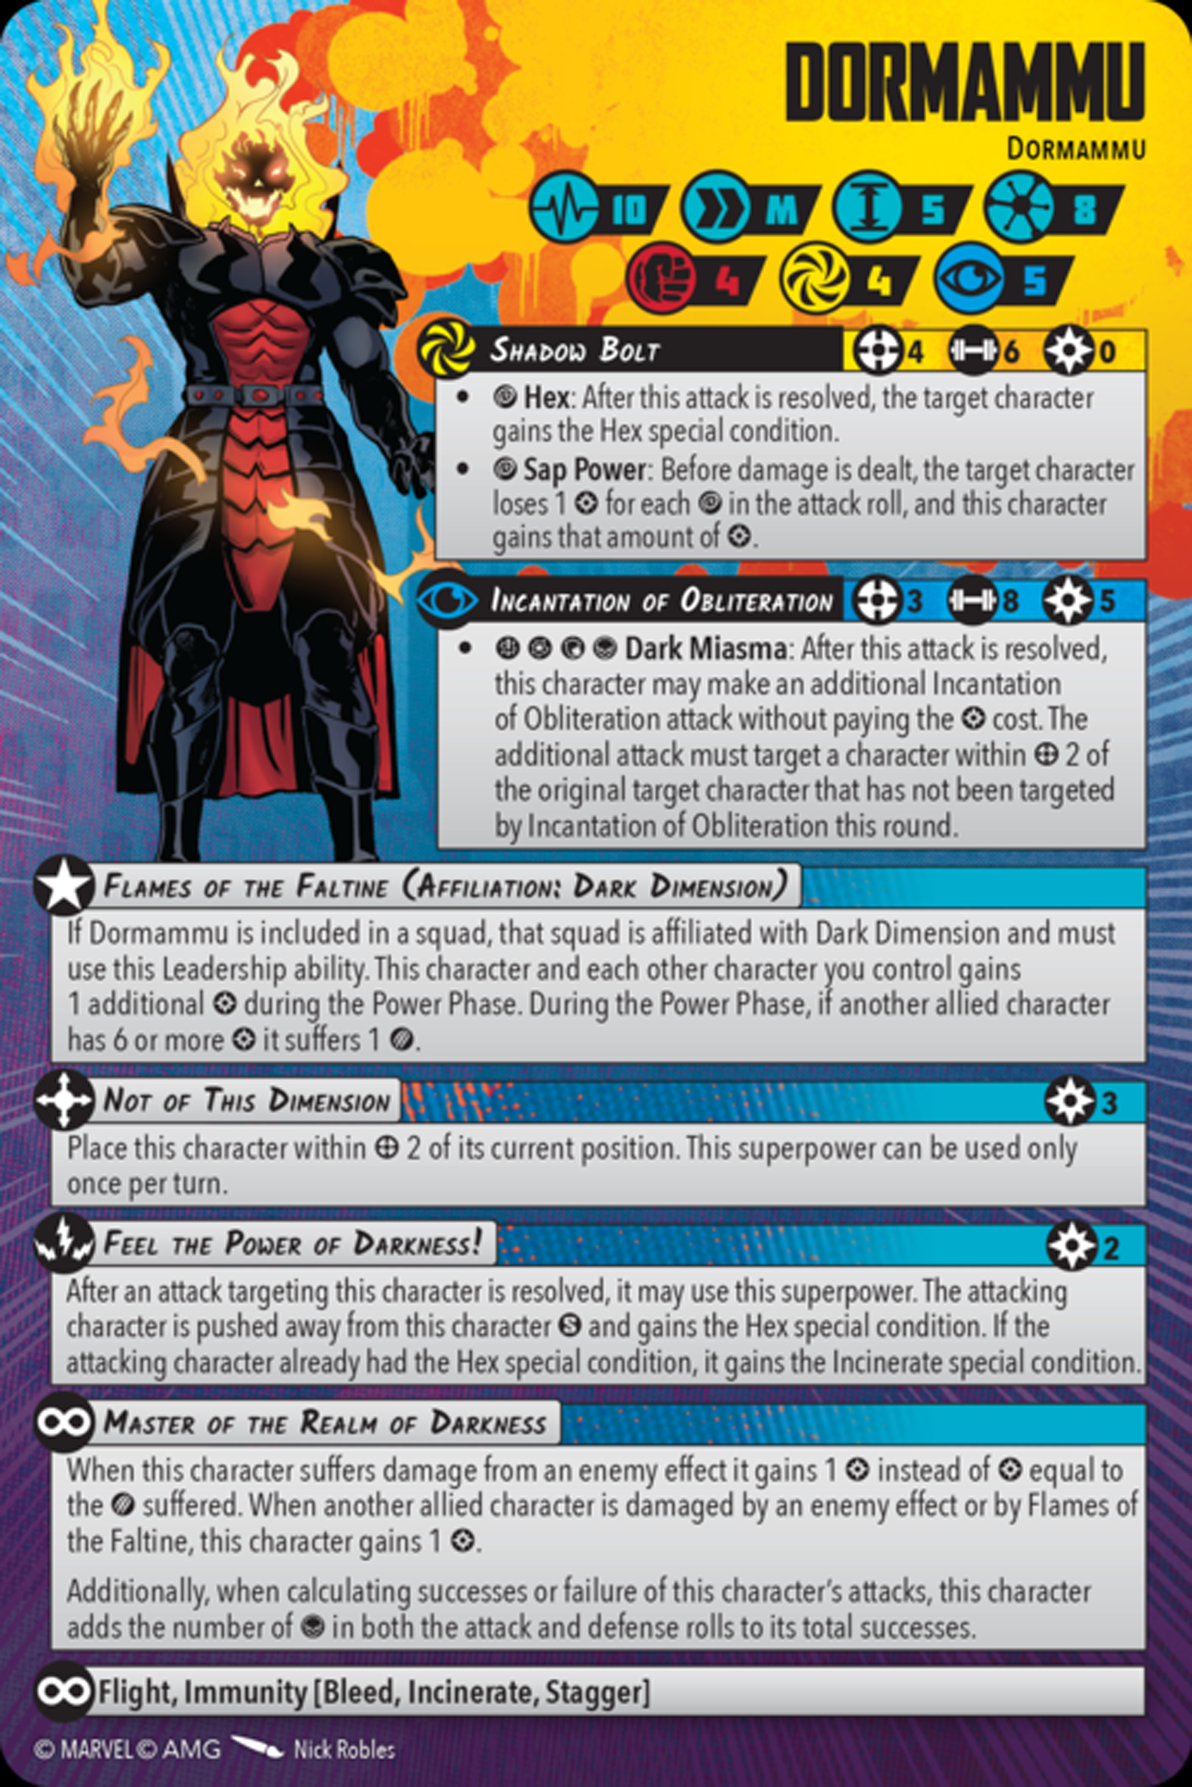 DORMAMMU
DORMAMMU
10 M 5 8
4 4 5
SHADOW BOLT 4 6 0
• Hex: After this attack is resolved, the target character
gains the Hex special condition.
• Sap Power: Before damage is dealt, the target character
loses 1 for each in the attack roll, and this character
gains that amount of .
INCANTATION OF OBLITERATION 3 8 5
• Dark Miasma: After this attack is resolved,
this character may make an additional Incantation
of Obliteration attack without paying the cost. The
additional attack must target a character within 2 of
the original target character that has not been targeted
by Incantation of Obliteration this round.
FLAMES OF THE FALTINE (AFFILIATION: DARK DIMENSION)
If Dormammu is included in a squad, that squad is affiliated with Dark Dimension and must
use this Leadership ability. This character and each other character you control gains
1 additional during the Power Phase. During the Power Phase, if another allied character
has 6 or more it suffers 1 .
NOT OF THIS DIMENSION 3
Place this character within 2 of its current position. This superpower can be used only
once per turn.
FEEL THE POWER OF DARKNESS! 2
After an attack targeting this character is resolved, it may use this superpower. The attacking
character is pushed away from this character S and gains the Hex special condition. If the
attacking character already had the Hex special condition, it gains the Incinerate special condition.
MASTER OF THE REALM OF DARKNESS
When this character suffers damage from an enemy effect it gains 1 instead of equal to
the suffered. When another allied character is damaged by an enemy effect or by Flames of
the Faltine, this character gains 1 .
Additionally, when calculating successes or failure of this character's attacks, this character
adds the number of in both the attack and defense rolls to its total successes.
Flight, Immunity [Bleed, Incinerate, Stagger]
© MARVEL © AMG Nick Robles